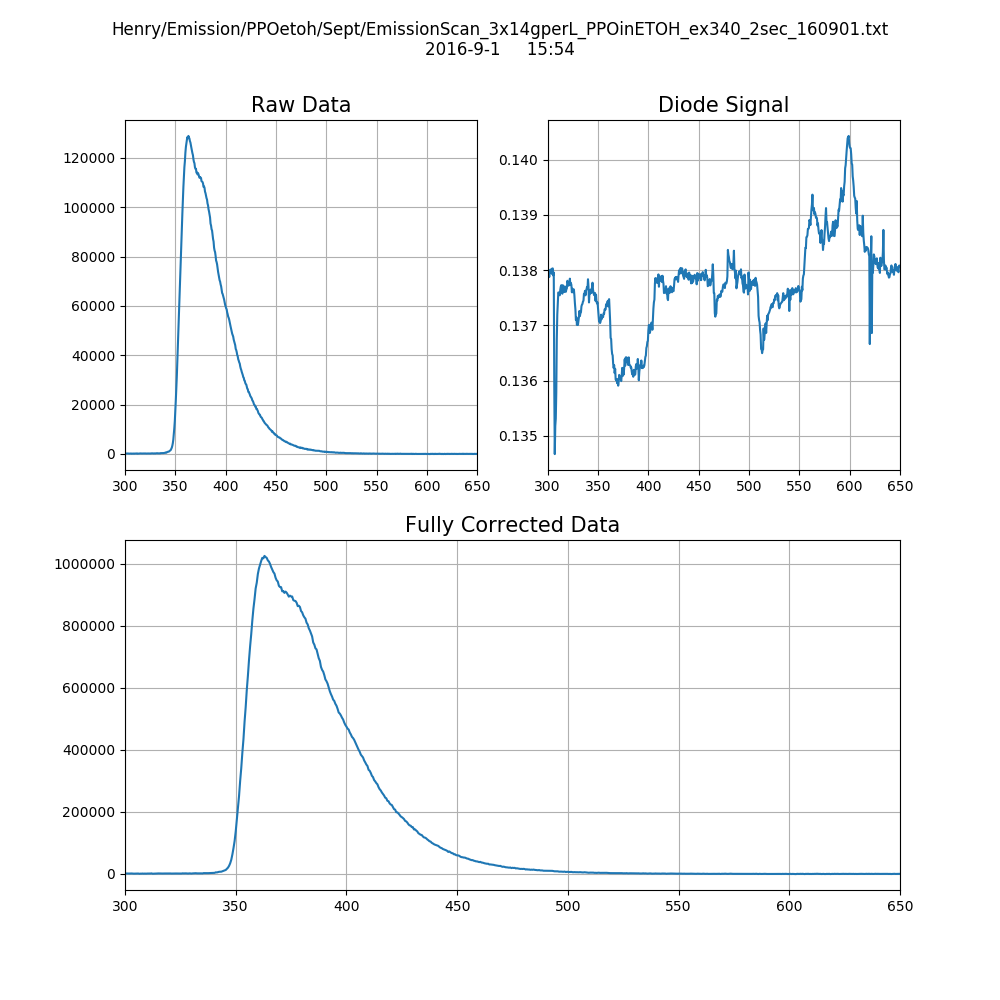 Henry/Emission/PPOetoh/Sept/EmissionScan_3x14gperL_PPOinETOH_ex340_2sec_160901.txt
2016-9-1 15:54
Raw Data
120000
100000
80000
60000
40000
20000
0
300 350 400 450 500 550 600 650
Diode Signal
0.140
0.139
0.138
0.137
0.136
0.135
300 350 400 450 500 550 600 650
Fully Corrected Data
1000000
800000
600000
400000
200000
0
300 350 400 450 500 550 600 650